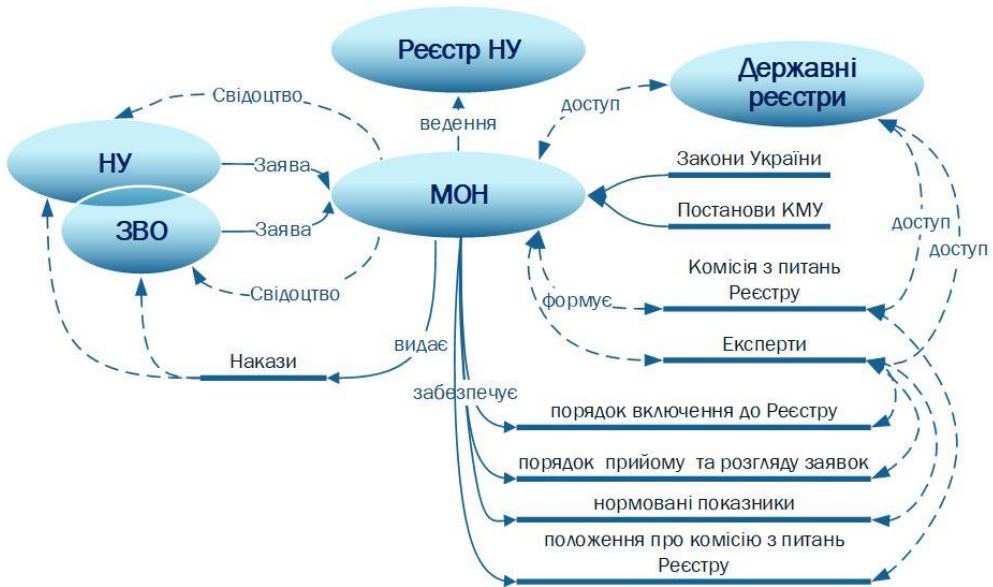 Реєстр НУ
Державні
реєстри
Свідоцтво
доступ
ведення
НУ
Заява
МОН
Закони України
Постанови КМУ
ЗВО
Заява
доступ
доступ
Свідоцтво
формує
Комісія з питань
Реєстру
видає
Експерти
Накази
забезпечує
порядок включення до Реєстру
порядок прийому та розгляду заявок
нормовані показники
положення про комісію з питань
Реєстру